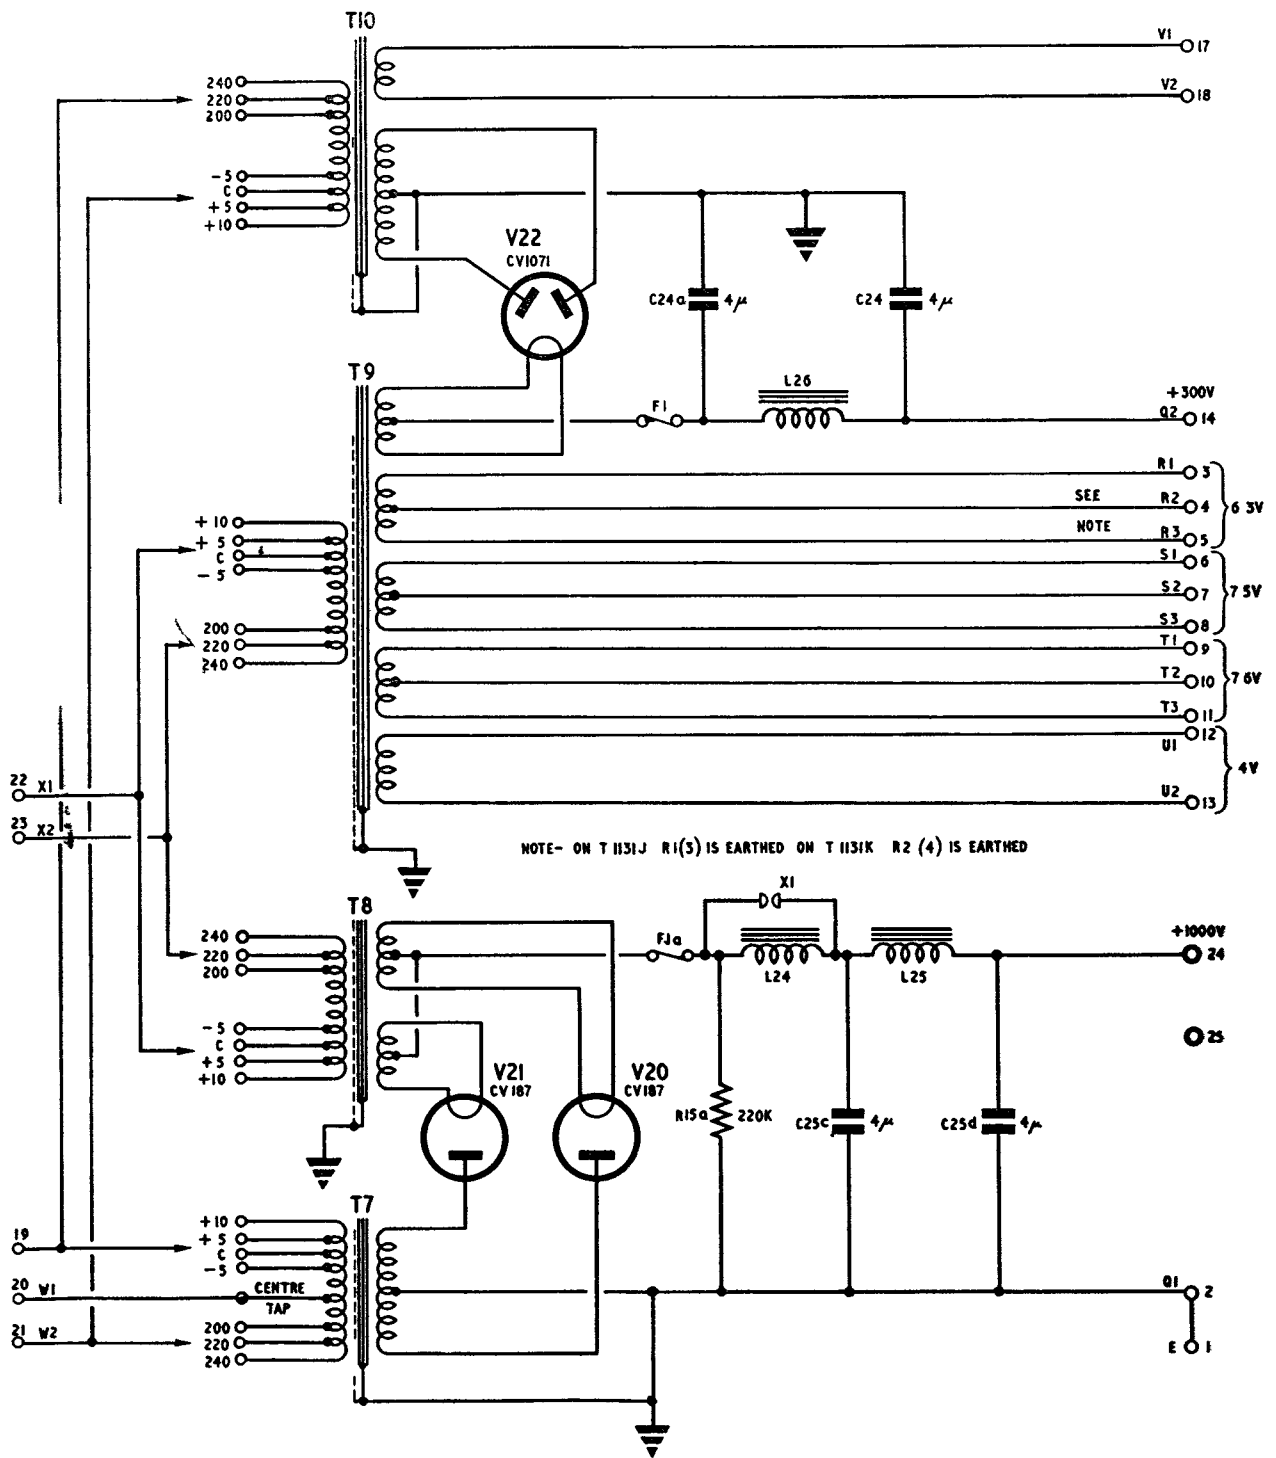 T10
V1
17
240
220
200
V2
18
-5
C
+5
+10
V22
CV1071
C24a
4μ
C24
4μ
T9
L26
+300V
F1
Q2
14
R1
3
SEE
R2
4
6 3V
NOTE
R3
5
+10
+5
C
-5
S1
6
S2
7
7 5V
S3
8
200
220
240
T1
9
T2
10
7 6V
T3
11
12
U1
4V
U2
13
22
X1
23
X2
NOTE- ON T 1131J R1(3) IS EARTHED ON T 1131K R2 (4) IS EARTHED
X1
T8
240
220
200
F1a
+1000V
24
L24
L25
25
-5
C
+5
+10
V21
CV187
V20
CV187
R15a
220K
C25c
4μ
C25d
4μ
T7
+10
+5
C
-5
19
20
W1
CENTRE
TAP
Q1
2
21
W2
200
220
240
E
1